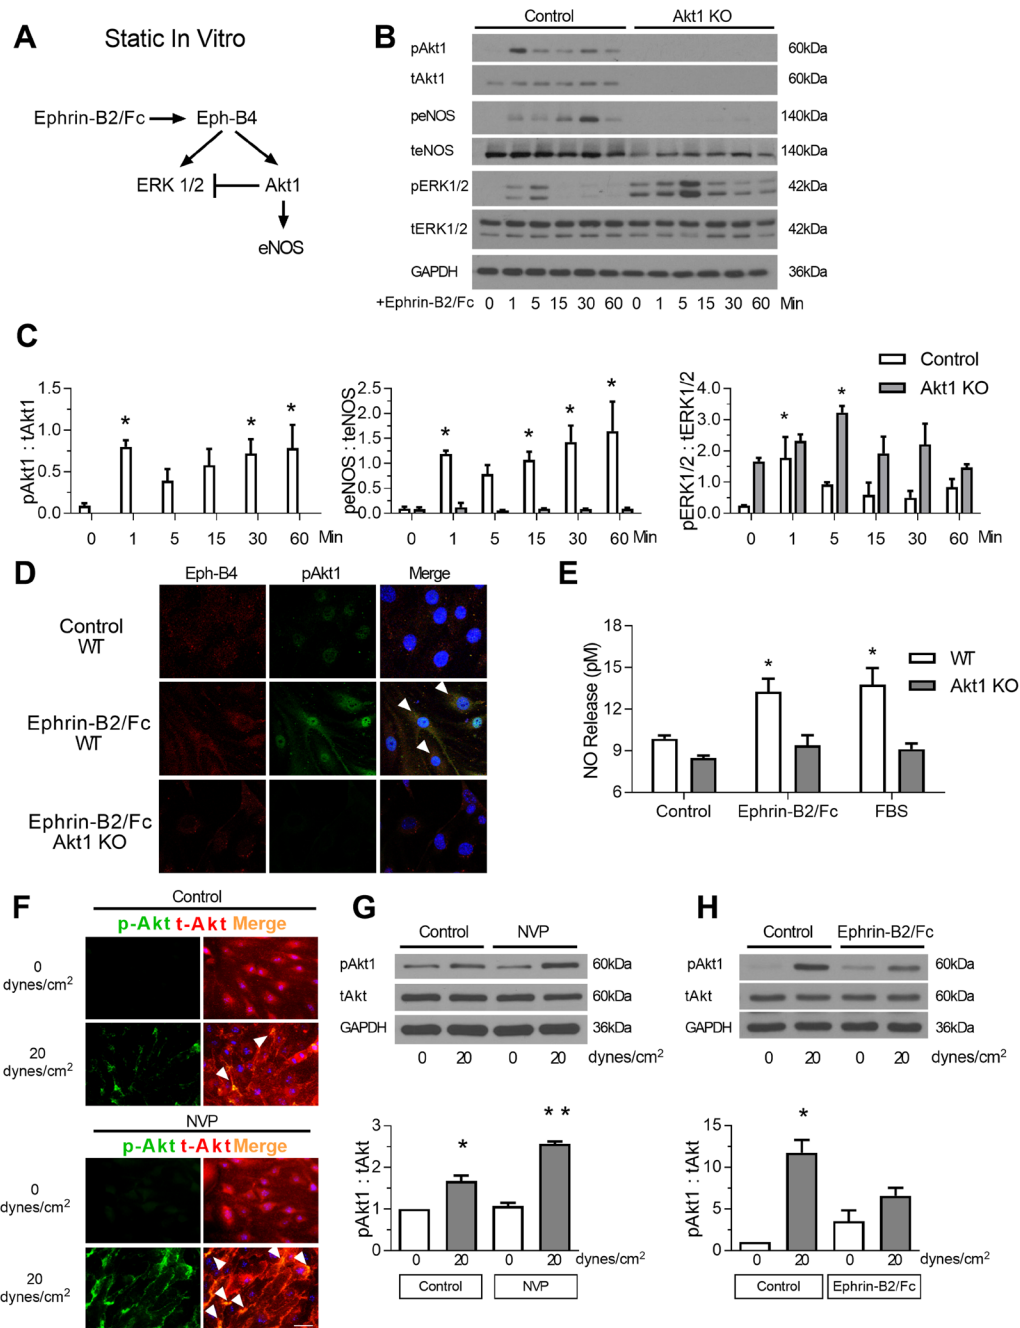 A Static In Vitro
Ephrin-B2/Fc Eph-B4
ERK 1/2 Akt1
eNOS
B Control Akt1 KO
pAkt1 60kDa
tAkt1 60kDa
peNOS 140kDa
teNOS 140kDa
pERK1/2 42kDa
tERK1/2 42kDa
GAPDH 36kDa
+Ephrin-B2/Fc 0 1 5 15 30 60 0 1 5 15 30 60 Min
C
Control
Akt1 KO
pAkt1 : tAkt1
1.5
1.0
0.5
0.0
* * *
0 1 5 15 30 60 Min
peNOS : teNOS
2.5
2.0
1.5
1.0
0.5
0.0
* * * *
0 1 5 15 30 60 Min
pERK1/2 : tERK1/2
4.0
3.0
2.0
1.0
0.0
* *
0 1 5 15 30 60 Min
D Eph-B4 pAkt1 Merge
Control
WT
Ephrin-B2/Fc
WT
Ephrin-B2/Fc
Akt1 KO
E
NO Release (pM)
18
15
12
9
6
* *
WT
Akt1 KO
Control Ephrin-B2/Fc FBS
F Control
p-Akt t-Akt Merge
0
dynes/cm2
20
dynes/cm2
NVP
p-Akt t-Akt Merge
0
dynes/cm2
20
dynes/cm2
G
Control NVP
pAkt1 60kDa
tAkt 60kDa
GAPDH 36kDa
0 20 0 20 dynes/cm2
pAkt1 : tAkt
3
2
1
0
* * *
0 20 0 20 dynes/cm2
Control NVP
H
Control Ephrin-B2/Fc
pAkt1 60kDa
tAkt 60kDa
GAPDH 36kDa
0 20 0 20 dynes/cm2
pAkt1 : tAkt
15
10
5
0
*
0 20 0 20 dynes/cm2
Control Ephrin-B2/Fc